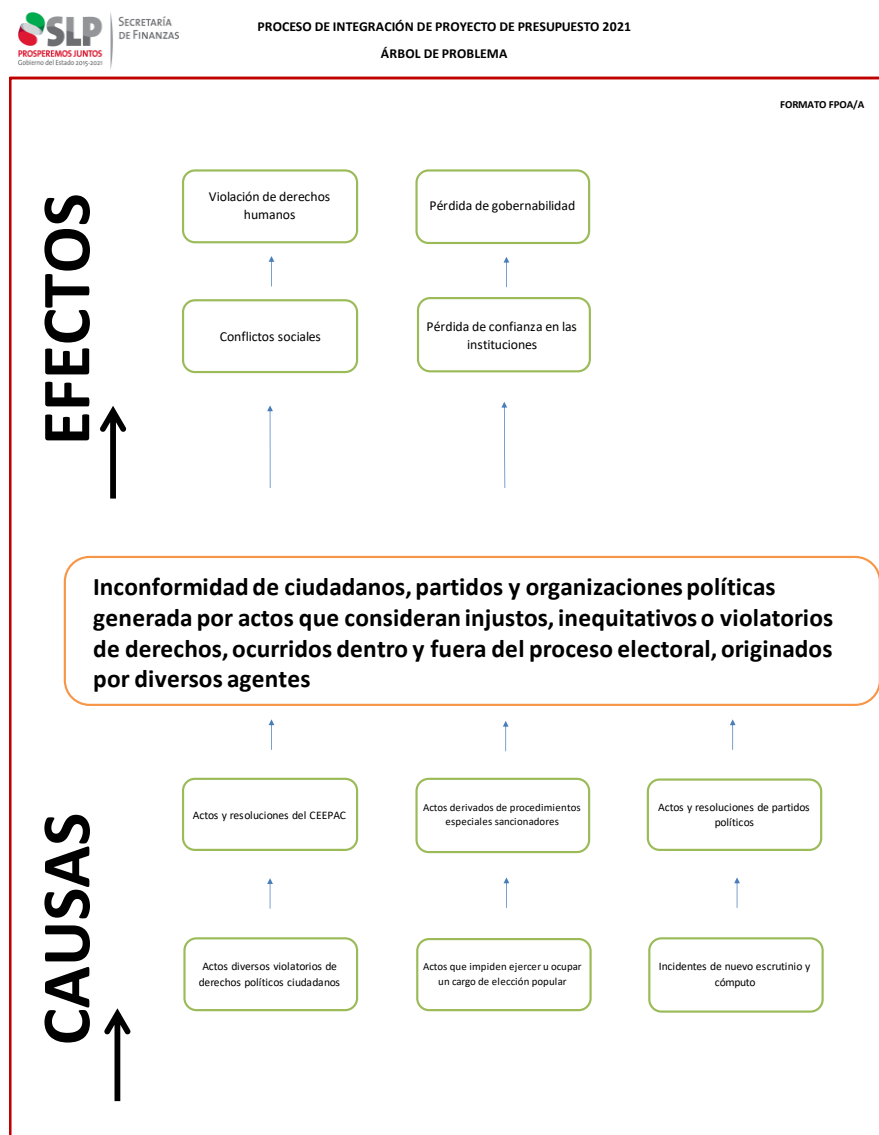 SLP
SECRETARÍA
DE FINANZAS
PROSPEREMOS JUNTOS
Gobierno del Estado 2015-2021
PROCESO DE INTEGRACIÓN DE PROYECTO DE PRESUPUESTO 2021
ÁRBOL DE PROBLEMA
FORMATO FPOA/A
EFECTOS
Violación de derechos
humanos
Pérdida de gobernabilidad
Conflictos sociales
Pérdida de confianza en las
instituciones
Inconformidad de ciudadanos, partidos y organizaciones políticas
generada por actos que consideran injustos, inequitativos o violatorios
de derechos, ocurridos dentro y fuera del proceso electoral, originados
por diversos agentes
CAUSAS
Actos y resoluciones del CEEPAC
Actos derivados de procedimientos
especiales sancionadores
Actos y resoluciones de partidos
políticos
Actos diversos violatorios de
derechos políticos ciudadanos
Actos que impiden ejercer u ocupar
un cargo de elección popular
Incidentes de nuevo escrutinio y
cómputo